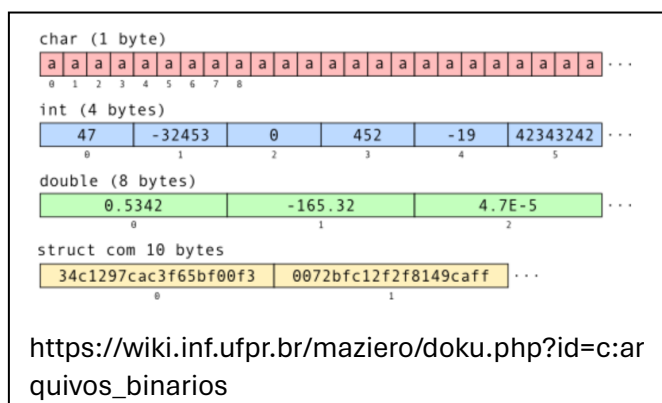 char (1 byte)
a a a a a a a a a a a a a a a a a a a a a a a a ...
0 1 2 3 4 5 6 7 8
int (4 bytes)
47 -32453 0 452 -19 42343242 ...
0 1 2 3 4 5
double (8 bytes)
0.5342 -165.32 4.7E-5 ...
0 1 2
struct com 10 bytes
34c1297cac3f65bf00f3 0072bfc12f2f8149caff ...
0 1
https://wiki.inf.ufpr.br/maziero/doku.php?id=c:ar
quivos_binarios